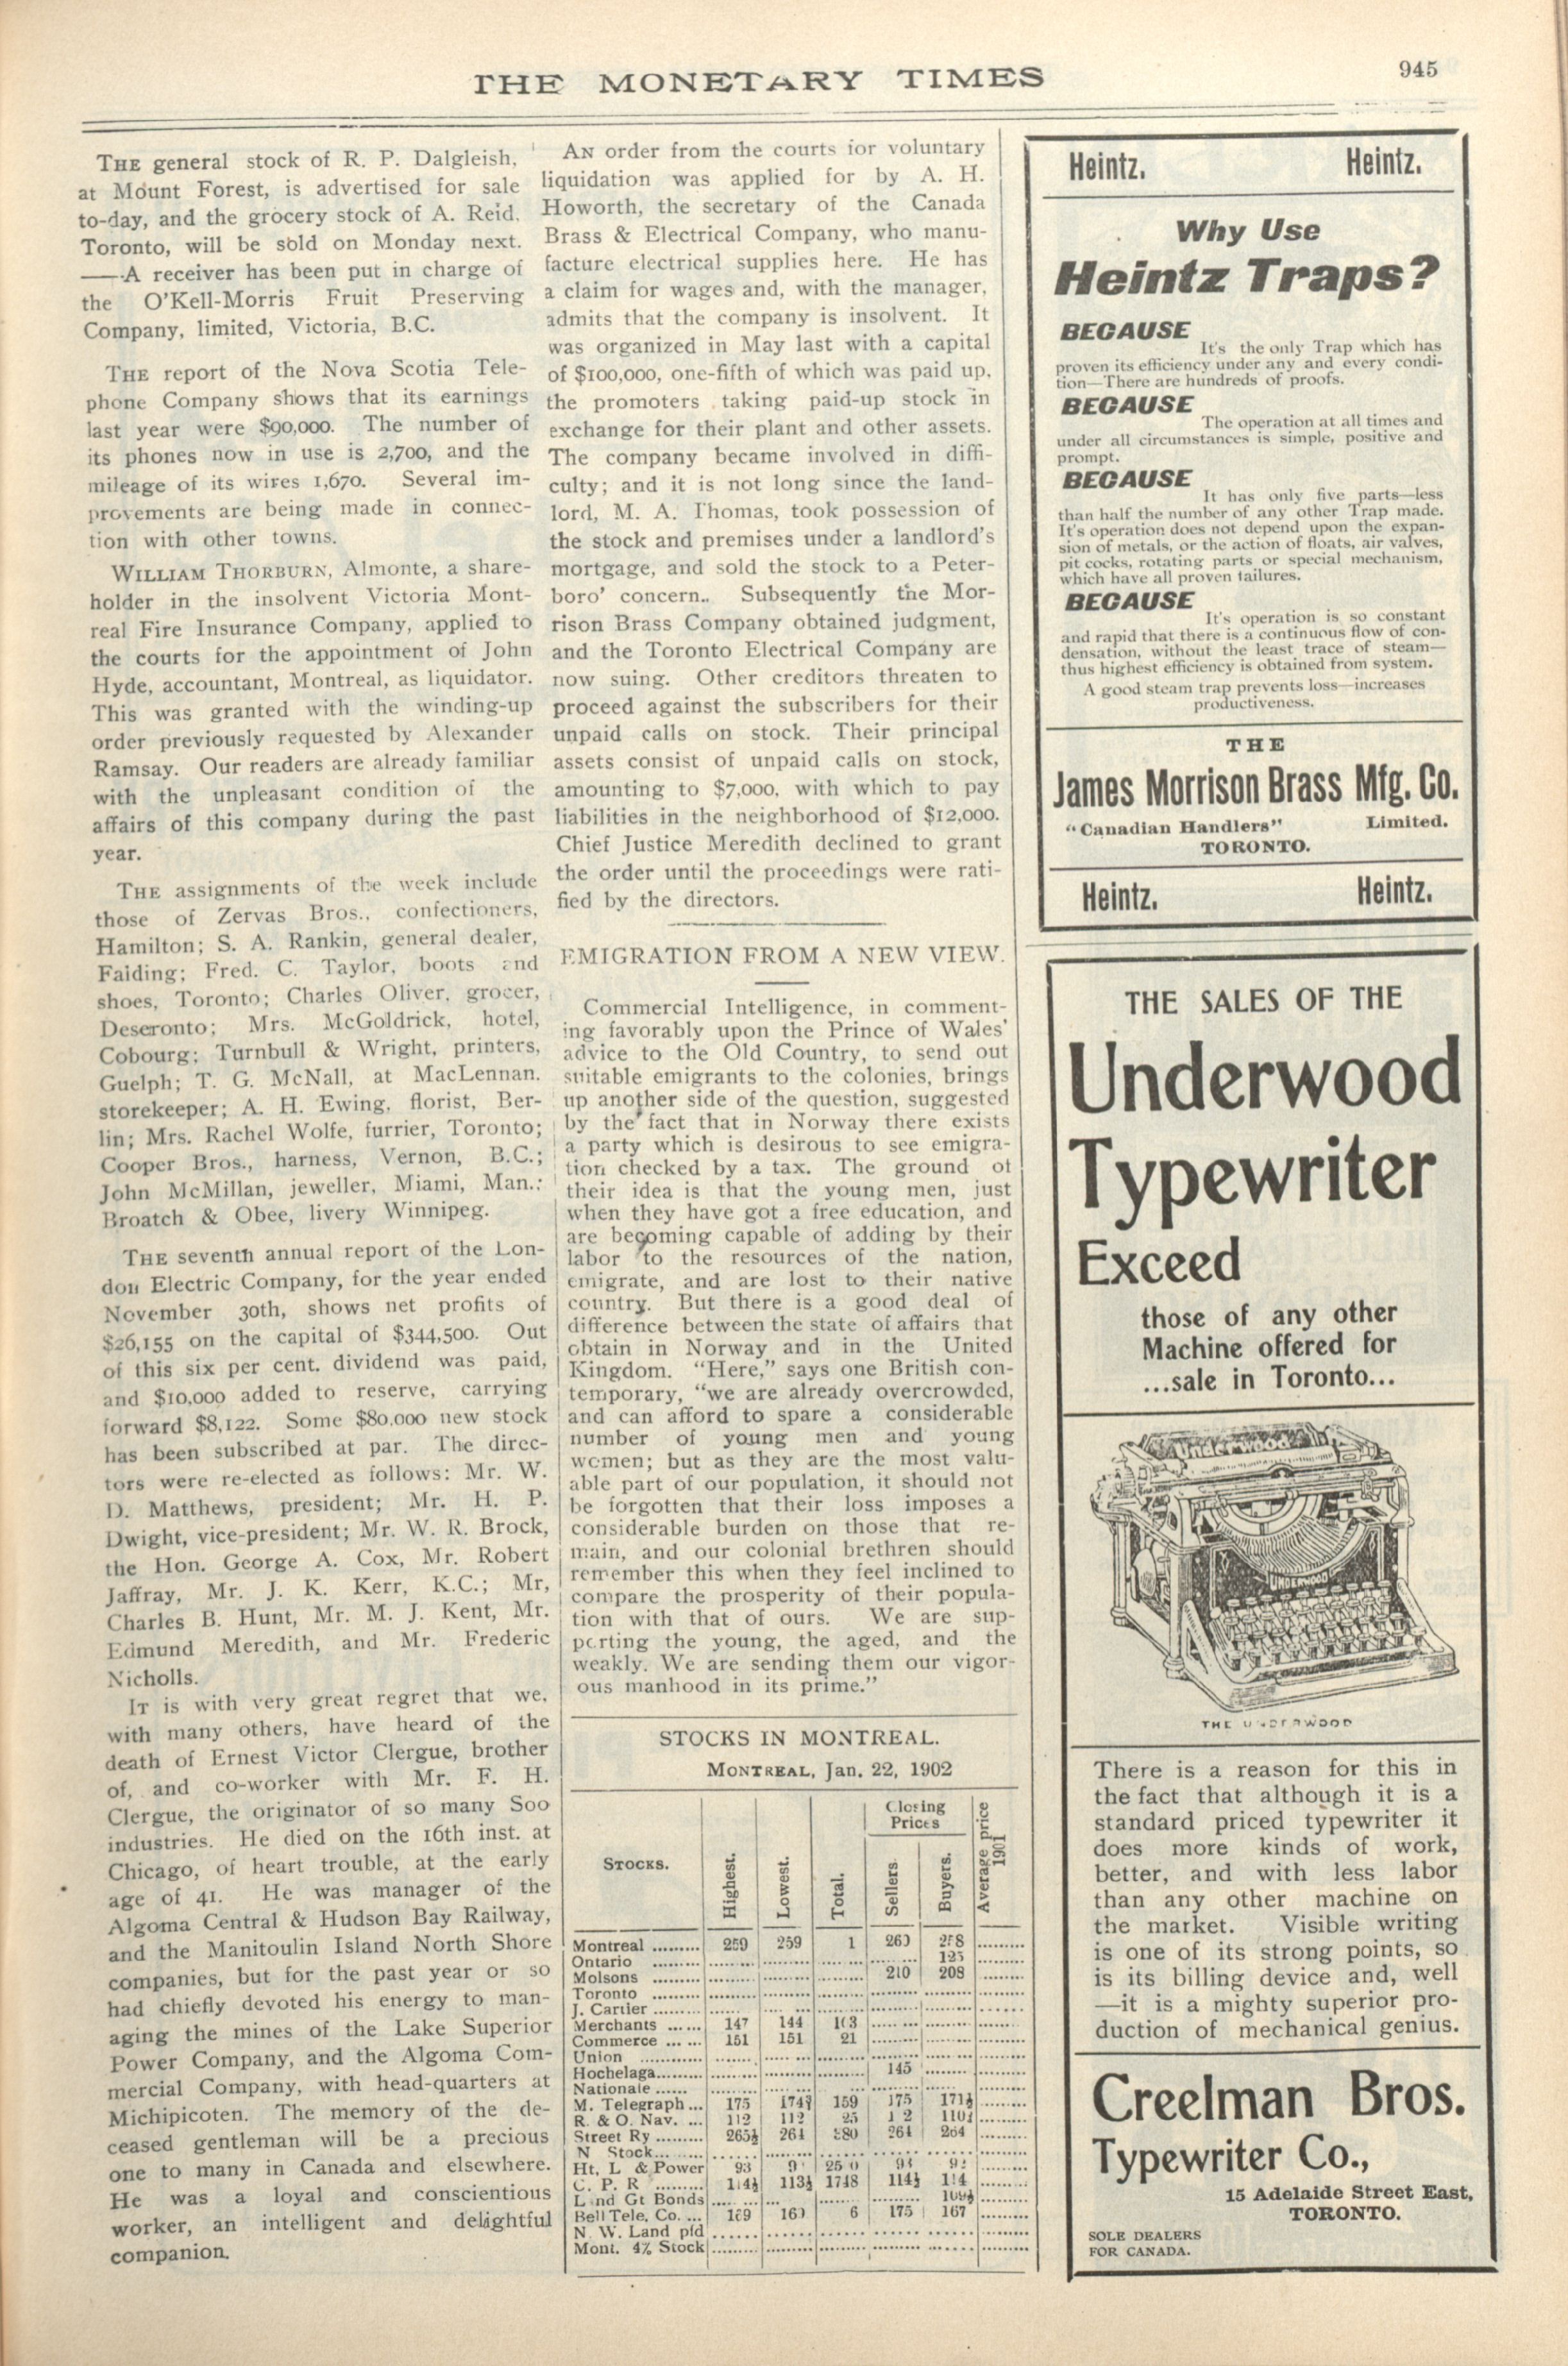 THE MONETARY TIMES
945
THE general stock of R. P. Dalgleish,
at Mount Forest, is advertised for sale
to-day, and the grocery stock of A. Reid,
Toronto, will be sold on Monday next.
——A receiver has been put in charge of
the O'Kell-Morris Fruit Preserving
Company, limited, Victoria, B.C.
THE report of the Nova Scotia Tele-
phone Company shows that its earnings
last year were $90,000. The number of
its phones now in use is 2,700, and the
mileage of its wires 1,670. Several im-
provements are being made in connec-
tion with other towns.
WILLIAM THORBURN, Almonte, a share-
holder in the insolvent Victoria Mont-
real Fire Insurance Company, applied to
the courts for the appointment of John
Hyde, accountant, Montreal, as liquidator.
This was granted with the winding-up
order previously requested by Alexander
Ramsay. Our readers are already familiar
with the unpleasant condition of the
affairs of this company during the past
year.
THE assignments of the week include
those of Zervas Bros., confectioners,
Hamilton; S. A. Rankin, general dealer,
Falding; Fred. C. Taylor, boots and
shoes, Toronto; Charles Oliver, grocer,
Deseronto; Mrs. McGoldrick, hotel,
Cobourg; Turnbull & Wright, printers,
Guelph; T. G. McNall, at MacLennan,
storekeeper; A. H. Ewing, florist, Ber-
lin; Mrs. Rachel Wolfe, furrier, Toronto;
Cooper Bros., harness, Vernon, B.C.;
John McMillan, jeweller, Miami, Man.;
Broatch & Obee, livery Winnipeg.
THE seventh annual report of the Lon-
don Electric Company, for the year ended
November 30th, shows net profits of
$26,155 on the capital of $344,500. Out
of this six per cent. dividend was paid,
and $10,000 added to reserve, carrying
forward $8,122. Some $80,000 new stock
has been subscribed at par. The direc-
tors were re-elected as follows: Mr. W.
D. Matthews, president; Mr. H. P.
Dwight, vice-president; Mr. W. R. Brock,
the Hon. George A. Cox, Mr. Robert
Jaffray, Mr. J. K. Kerr, K.C.; Mr,
Charles B. Hunt, Mr. M. J. Kent, Mr.
Edmund Meredith, and Mr. Frederic
Nicholls.
IT is with very great regret that we,
with many others, have heard of the
death of Ernest Victor Clergue, brother
of, and co-worker with Mr. F. H.
Clergue, the originator of so many Soo
industries. He died on the 16th inst. at
Chicago, of heart trouble, at the early
age of 41. He was manager of the
Algoma Central & Hudson Bay Railway,
and the Manitoulin Island North Shore
companies, but for the past year or so
had chiefly devoted his energy to man-
aging the mines of the Lake Superior
Power Company, and the Algoma Com-
mercial Company, with head-quarters at
Michipicoten. The memory of the de-
ceased gentleman will be a precious
one to many in Canada and elsewhere.
He was a loyal and conscientious
worker, an intelligent and delightful
companion.
AN order from the courts for voluntary
liquidation was applied for by A. H.
Howorth, the secretary of the Canada
Brass & Electrical Company, who manu-
facture electrical supplies here. He has
a claim for wages and, with the manager,
admits that the company is insolvent. It
was organized in May last with a capital
of $100,000, one-fifth of which was paid up,
the promoters taking paid-up stock in
exchange for their plant and other assets.
The company became involved in diffi-
culty; and it is not long since the land-
lord, M. A. Thomas, took possession of
the stock and premises under a landlord's
mortgage, and sold the stock to a Peter-
boro' concern.. Subsequently the Mor-
rison Brass Company obtained judgment,
and the Toronto Electrical Company are
now suing. Other creditors threaten to
proceed against the subscribers for their
unpaid calls on stock. Their principal
assets consist of unpaid calls on stock,
amounting to $7,000, with which to pay
liabilities in the neighborhood of $12,000.
Chief Justice Meredith declined to grant
the order until the proceedings were rati-
fied by the directors.
EMIGRATION FROM A NEW VIEW.
Commercial Intelligence, in comment-
ing favorably upon the Prince of Wales'
advice to the Old Country, to send out
suitable emigrants to the colonies, brings
up another side of the question, suggested
by the fact that in Norway there exists
a party which is desirous to see emigra-
tion checked by a tax. The ground of
their idea is that the young men, just
when they have got a free education, and
are becoming capable of adding by their
labor to the resources of the nation,
emigrate, and are lost to their native
country. But there is a good deal of
difference between the state of affairs that
obtain in Norway and in the United
Kingdom. "Here," says one British con-
temporary, "we are already overcrowded,
and can afford to spare a considerable
number of young men and young
women; but as they are the most valu-
able part of our population, it should not
be forgotten that their loss imposes a
considerable burden on those that re-
main, and our colonial brethren should
remember this when they feel inclined to
compare the prosperity of their popula-
tion with that of ours. We are sup-
porting the young, the aged, and the
weakly. We are sending them our vigor-
ous manhood in its prime."
STOCKS IN MONTREAL.
MONTREAL, Jan. 22, 1902
STOCKS. Highest. Lowest. Total. Closing Prices Sellers. Buyers. Average price 1901
Montreal ......... 259 259 1 260 258 .........
Ontario ......... 125
Molsons ......... 210 208
Toronto .........
J. Cartier .........
Merchants ...... 147 144 103
Commerce ... ... 151 151 21
Union ............
Hochelaga......... 145
Nationale ......
M. Telegraph ... 175 174¾ 159 175 171½
R. & O. Nav. ... 112 112 25 110¼
Street Ry ......... 265½ 264 264 264
N Stock.........
Ht. L & Power 93 93
C. P. R ......... 114½ 113½ 1748 114½ 114
L nd Gt Bonds 109½
Bell Tele. Co. ... 169 6 175 167
N. W. Land pfd
Mont. 4% Stock
Heintz. Heintz.
Why Use
Heintz Traps?
BECAUSE
It's the only Trap which has
proven its efficiency under any and every condi-
tion—There are hundreds of proofs.
BECAUSE
The operation at all times and
under all circumstances is simple, positive and
prompt.
BECAUSE
It has only five parts—less
than half the number of any other Trap made.
It's operation does not depend upon the expan-
sion of metals, or the action of floats, air valves,
pit cocks, rotating parts or special mechanism,
which have all proven failures.
BECAUSE
It's operation is so constant
and rapid that there is a continuous flow of con-
densation, without the least trace of steam—
thus highest efficiency is obtained from system.
A good steam trap prevents loss—increases
productiveness.
THE
James Morrison Brass Mfg. Co.
"Canadian Handlers" Limited.
TORONTO.
Heintz. Heintz.
THE SALES OF THE
Underwood
Typewriter
Exceed
those of any other
Machine offered for
...sale in Toronto...
Underwood
UNDERWOOD
THE UNDERWOOD
There is a reason for this in
the fact that although it is a
standard priced typewriter it
does more kinds of work,
better, and with less labor
than any other machine on
the market. Visible writing
is one of its strong points, so
is its billing device and, well
—it is a mighty superior pro-
duction of mechanical genius.
Creelman Bros.
Typewriter Co.,
15 Adelaide Street East,
TORONTO.
SOLE DEALERS
FOR CANADA.